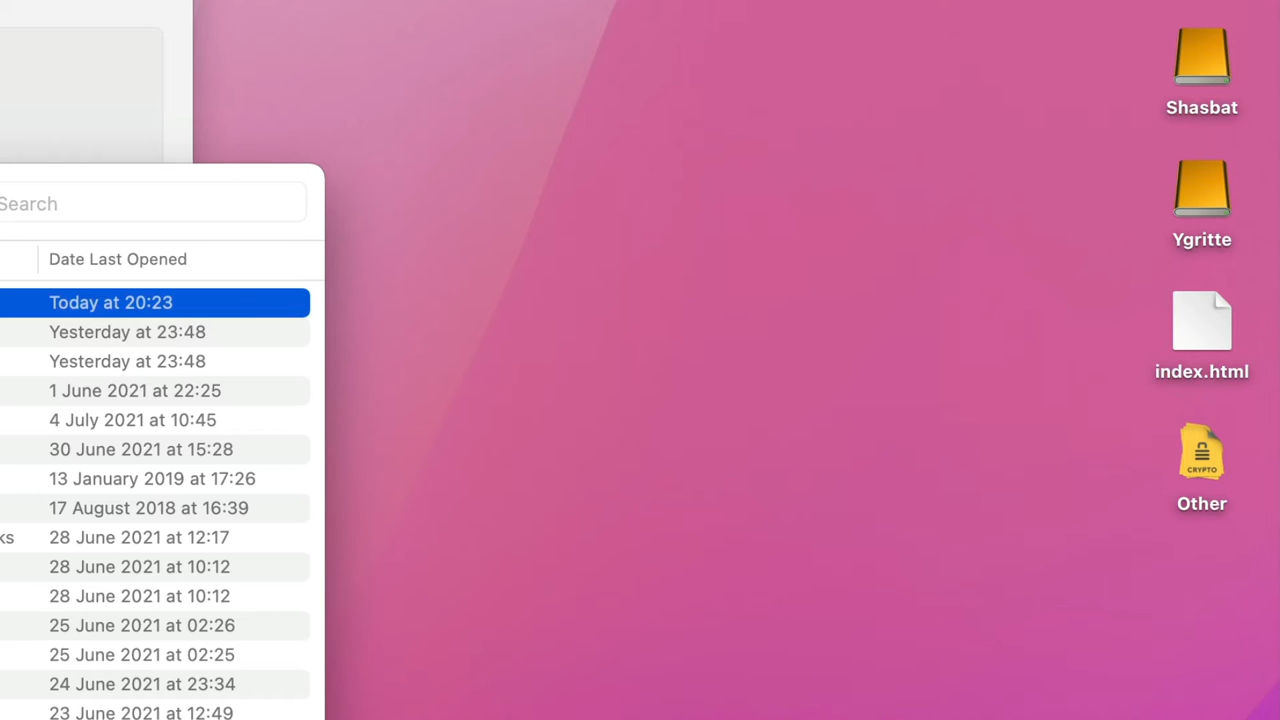 Search
Date Last Opened
Today at 20:23
Yesterday at 23:48
Yesterday at 23:48
1 June 2021 at 22:25
4 July 2021 at 10:45
30 June 2021 at 15:28
13 January 2019 at 17:26
17 August 2018 at 16:39
ks 28 June 2021 at 12:17
28 June 2021 at 10:12
28 June 2021 at 10:12
25 June 2021 at 02:26
25 June 2021 at 02:25
24 June 2021 at 23:34
23 June 2021 at 12:49
Shasbat
Ygritte
index.html
CRYPTO
Other